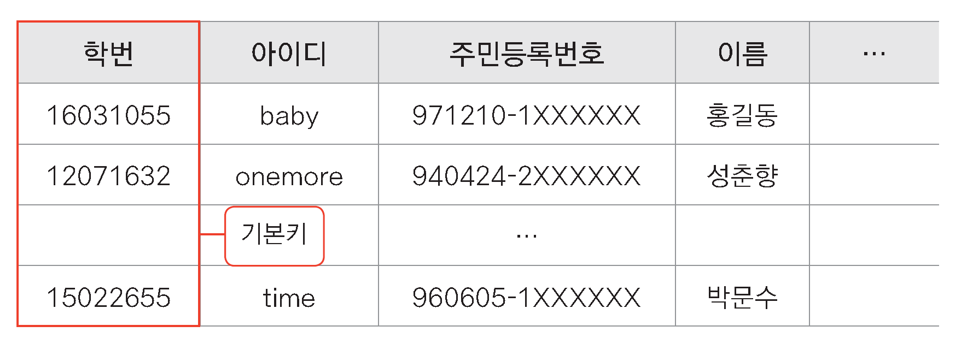 학번 아이디 주민등록번호 이름 …
16031055 baby 971210-1XXXXXX 홍길동
12071632 onemore 940424-2XXXXXX 성춘향
기본키 …
15022655 time 960605-1XXXXXX 박문수